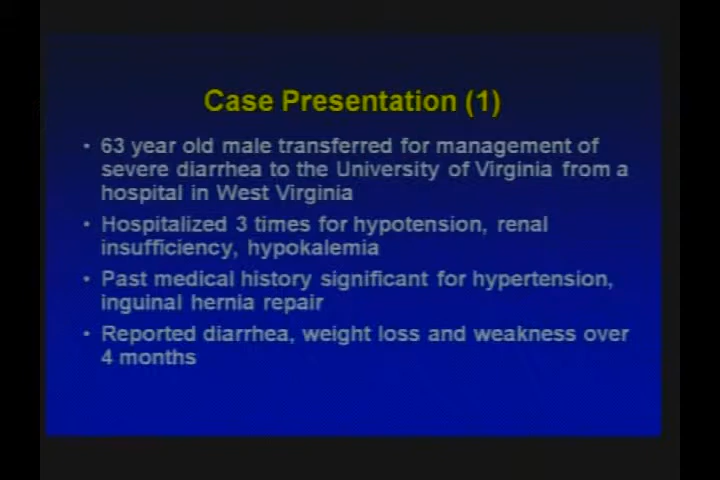 Case Presentation (1)
• 63 year old male transferred for management of
severe diarrhea to the University of Virginia from a
hospital in West Virginia
• Hospitalized 3 times for hypotension, renal
insufficiency, hypokalemia
• Past medical history significant for hypertension,
inguinal hernia repair
• Reported diarrhea, weight loss and weakness over
4 months